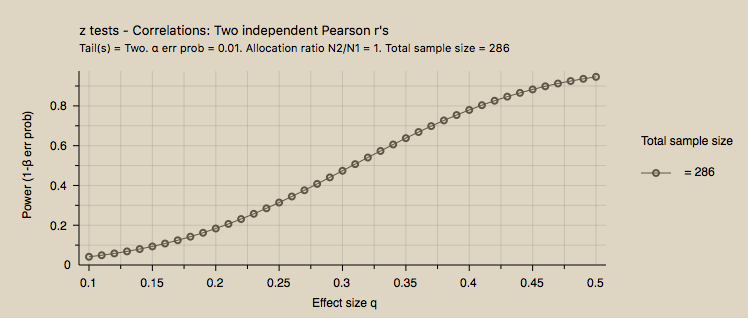 z tests - Correlations: Two independent Pearson r's
Tail(s) = Two. α err prob = 0.01. Allocation ratio N2/N1 = 1. Total sample size = 286
Power (1-β err prob)
0.8
0.6
0.4
0.2
0
0.1 0.15 0.2 0.25 0.3 0.35 0.4 0.45 0.5
Effect size q
Total sample size
= 286